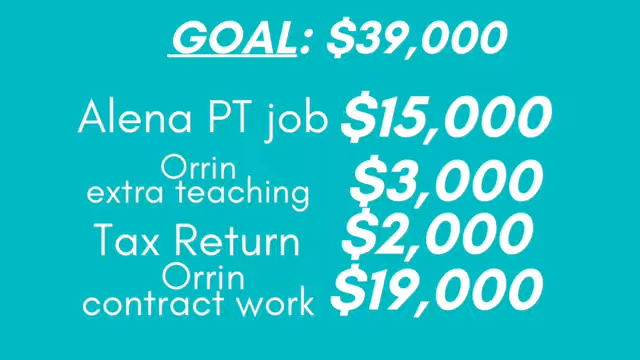 GOAL: $39,000
Alena PT job $15,000
Orrin
extra teaching $3,000
Tax Return $2,000
Orrin
contract work $19,000